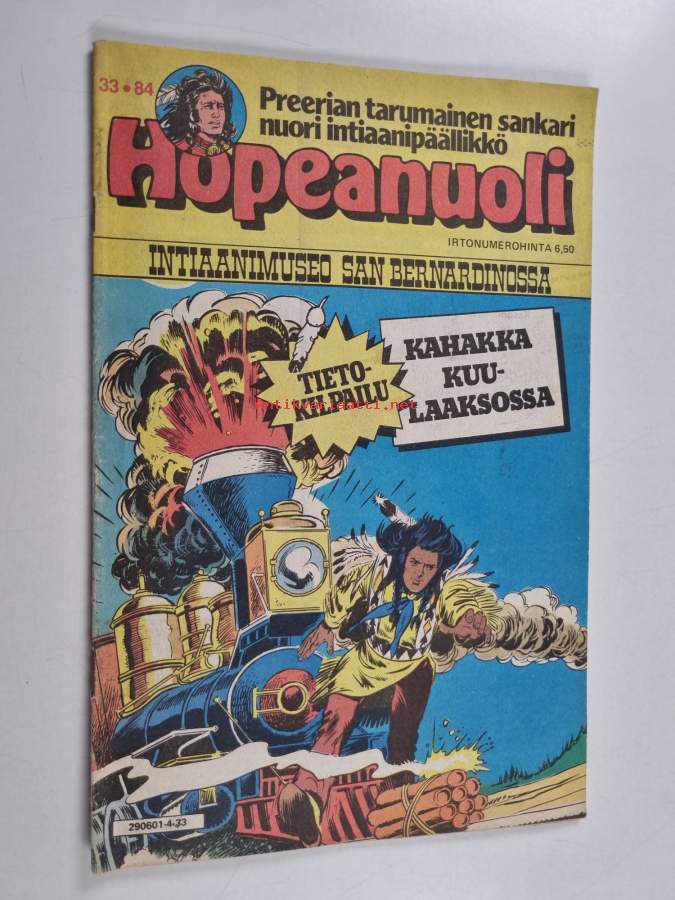 33•84
Preerian tarumainen sankari
nuori intiaanipäällikkö
Hopeanuoli
IRTONUMEROHINTA 6,50
INTIAANIMUSEO SAN BERNARDINOSSA
TIETO-
KILPAILU
KAHAKKA
KUU-
LAAKSOSSA
antikvariaatti.net
290601-4-33